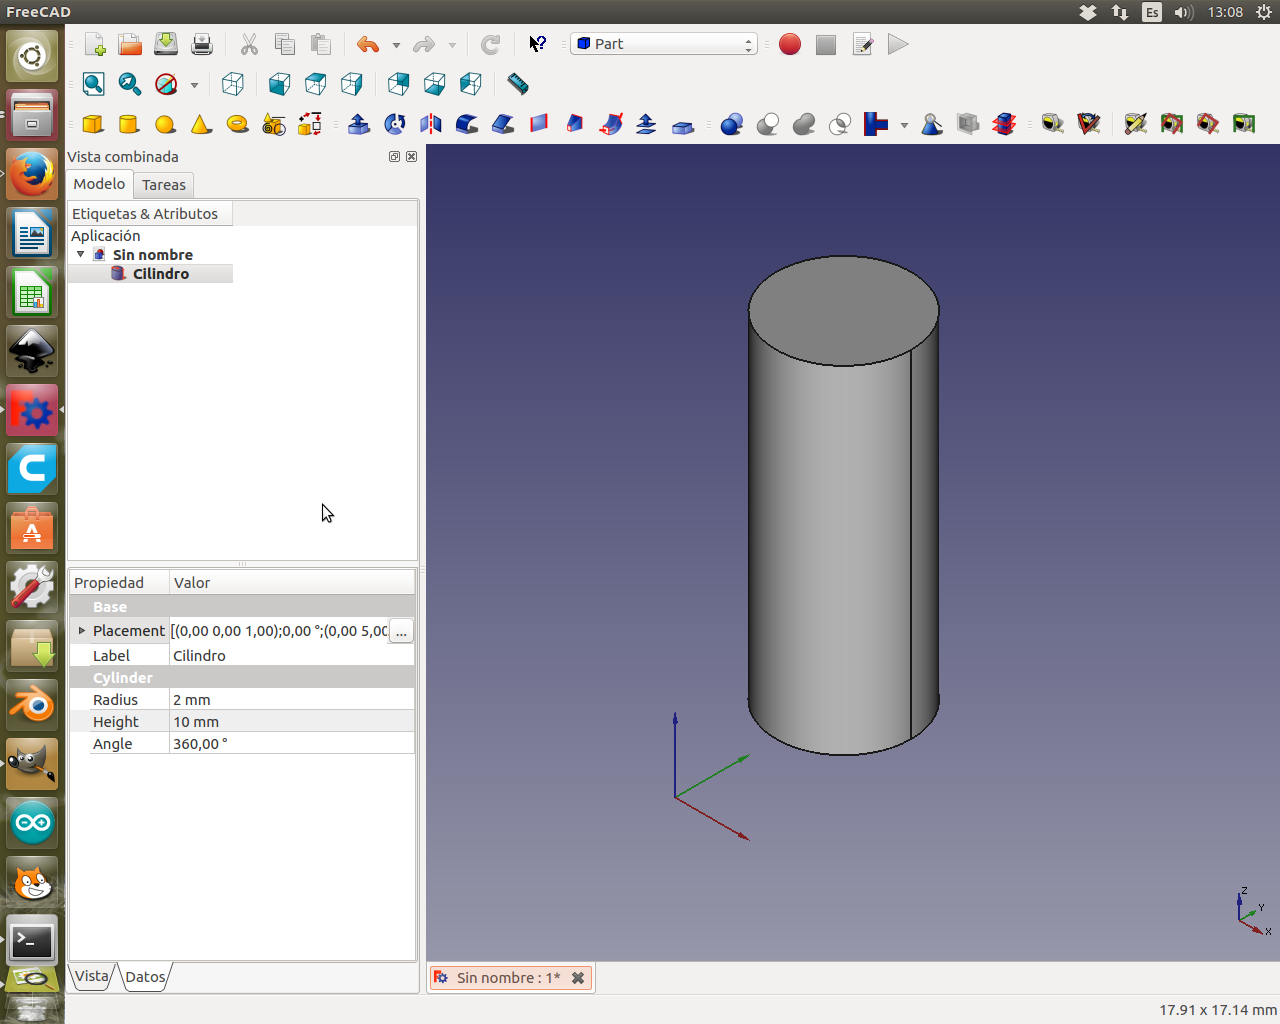 FreeCAD
Es
13:08
Part
Vista combinada
Modelo
Tareas
Etiquetas & Atributos
Aplicación
Sin nombre
Cilindro
Propiedad Valor
Base
Placement [(0,00 0,00 1,00);0,00 °;(0,00 5,00 ...
Label Cilindro
Cylinder
Radius 2 mm
Height 10 mm
Angle 360,00 °
Z
Y
X
Vista
Datos
Sin nombre : 1*
17.91 x 17.14 mm